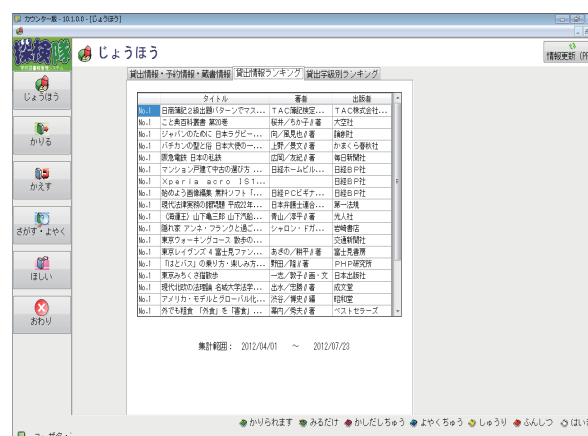 カウンター版 - 10.1.0.0 - [じょうほう]
探検隊
じょうほう
情報更新
貸出情報・予約情報・蔵書情報 貸出情報ランキング 貸出学級別ランキング
じょうほう
かりる
かえす
さがす・よやく
ほしい
おわり
タイトル 著者 出版者
No.1 日商簿記2級出題パターンでマス... TAC簿記検定... TAC株式会社...
No.1 こと典百科叢書 第20巻 桜井/ちか子∥著 大空社
No.1 ジャパンのために 日本ラグビー... 向/風見也∥著 論創社
No.1 バチカンの聖と俗 日本大使の一... 上野/景文∥著 かまくら春秋社
No.1 阪急電鉄 日本の私鉄 広岡/友紀∥著 毎日新聞社
No.1 マンション戸建て中古の選び方 ... 日経ホームビル... 日経BP社
No.1 Xperia acro IS1... 日経BP社
No.1 始めよう画像編集 無料ソフト「... 日経PCビギナ... 日経BP社
No.1 現代法律実務の諸問題 平成22年... 日本弁護士連合... 第一法規
No.1 〈海運王〉山下亀三郎 山下汽船... 青山/淳平∥著 光人社
No.1 隠れ家 アンネ・フランクと過ご... シャロン・ドガ... 岩崎書店
No.1 東京ウォーキングコース 散歩の... 交通新聞社
No.1 東京レイヴンズ 4 富士見ファン... あざの/耕平∥著 富士見書房
No.1 「はとバス」の乗り方・楽しみ方... 野田/隆∥著 PHP研究所
No.1 東京みちくさ猫散歩 一志/敦子∥画・文 日本出版社
No.1 現代北欧の法理論 名城大学法学... 出水/忠勝∥著 成文堂
No.1 アメリカ・モデルとグローバル化... 渋谷/博史∥編 昭和堂
No.1 外でも粗食 「外食」を「害食」... 幕内/秀夫∥著 ベストセラーズ
集計範囲: 2012/04/01 ～ 2012/07/23
かりられます みるだけ かしだしちゅう よやくちゅう しゅうり ふんしつ